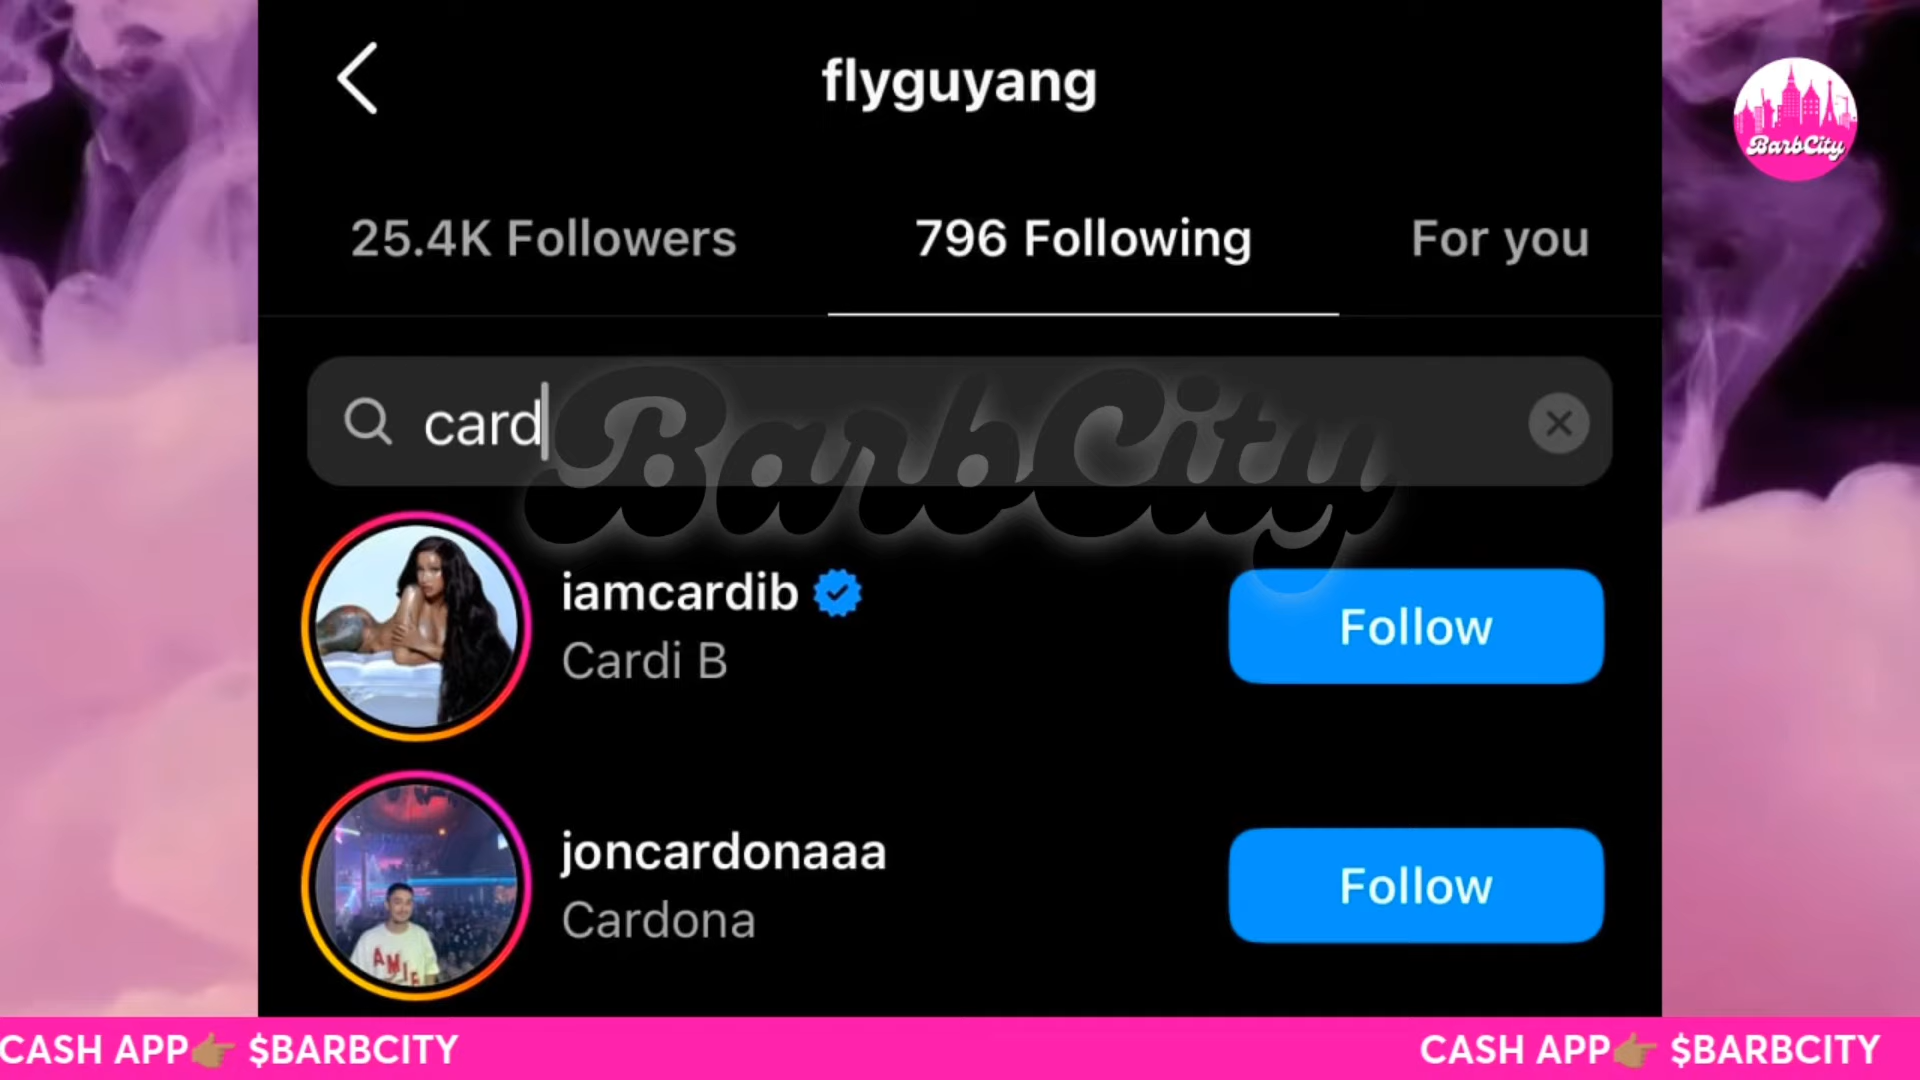 flyguyang
BarbCity
25.4K Followers
796 Following
For you
card
BarbCity
iamcardib
Cardi B
Follow
AMIR
joncardonaaa
Cardona
Follow
CASH APP👉🏽 $BARBCITY
CASH APP👉🏽 $BARBCITY